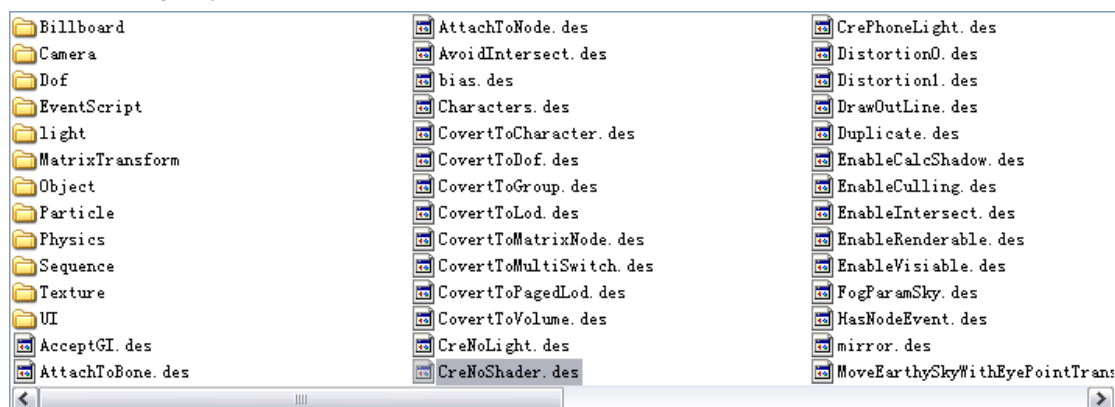 Billboard
Camera
Dof
EventScript
light
MatrixTransform
Object
Particle
Physics
Sequence
Texture
UI
AcceptGI.des
AttachToBone.des
AttachToNode.des
AvoidIntersect.des
bias.des
Characters.des
CovertToCharacter.des
CovertToDof.des
CovertToGroup.des
CovertToLod.des
CovertToMatrixNode.des
CovertToMultiSwitch.des
CovertToPagedLod.des
CovertToVolume.des
CreNoLight.des
CreNoShader.des
CrePhoneLight.des
Distortion0.des
Distortion1.des
DrawOutLine.des
Duplicate.des
EnableCalcShadow.des
EnableCulling.des
EnableIntersect.des
EnableRenderable.des
EnableVisiable.des
FogParamSky.des
HasNodeEvent.des
mirror.des
MoveEarthySkyWithEyePointTrans